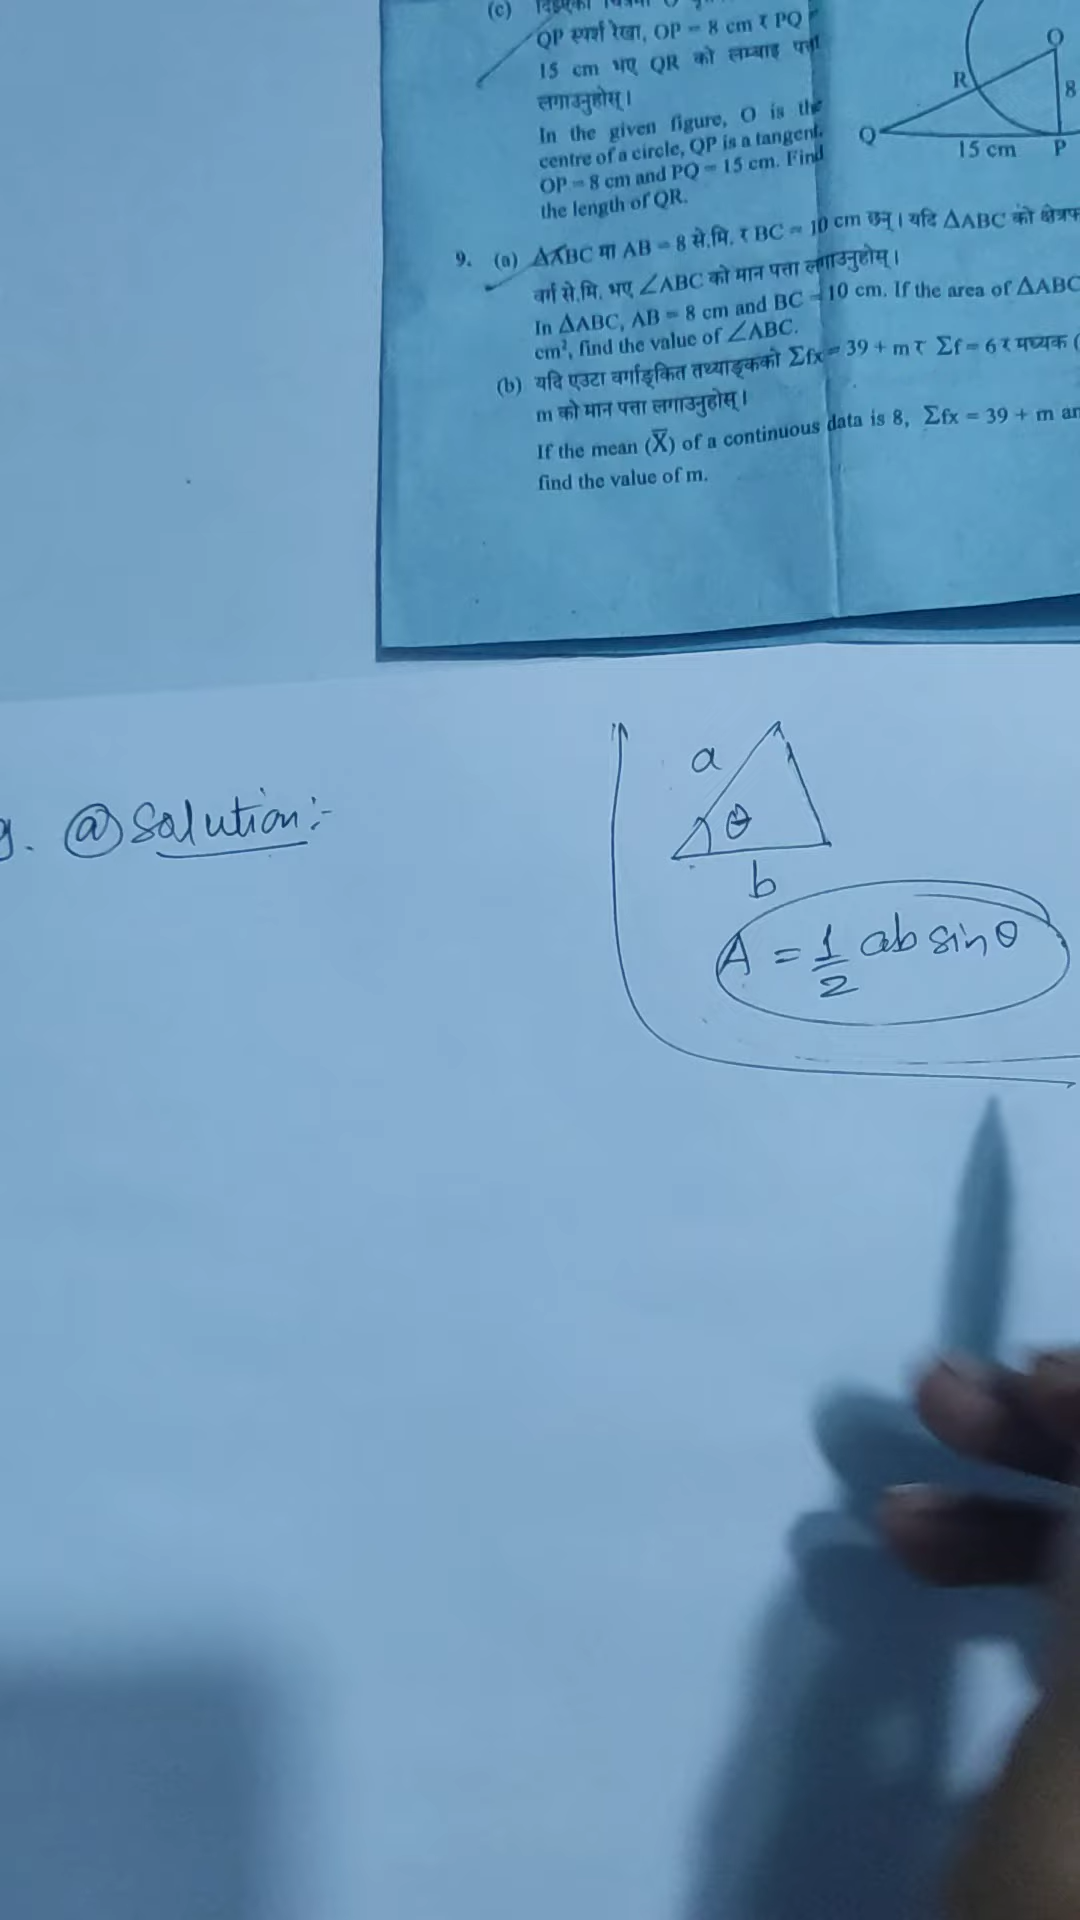 (c)
QP स्पर्श रेखा, OP = 8 cm र PQ =
15 cm भए QR को लम्बाइ पत्ता
लगाउनुहोस् ।
In the given figure, O is the
centre of a circle, QP is a tangent.
OP = 8 cm and PQ = 15 cm. Find
the length of QR.
O
R
8
Q
15 cm
P
9. (a) ΔABC मा AB = 8 से.मि. र BC = 10 cm छन् । यदि ΔABC को
वर्ग से.मि. भए ∠ABC को मान पत्ता लगाउनुहोस् ।
In ΔABC, AB = 8 cm and BC = 10 cm. If the area of ΔABC
cm², find the value of ∠ABC.
(b) यदि एउटा वर्गाङ्कित तथ्याङ्कको Σfx = 39 + m र Σf = 6 र मध्यक (
m को मान पत्ता लगाउनुहोस् ।
If the mean (X̄) of a continuous data is 8, Σfx = 39 + m
find the value of m.
9. (a) Solution:-
a
θ
b
A = 1/2 ab sin θ